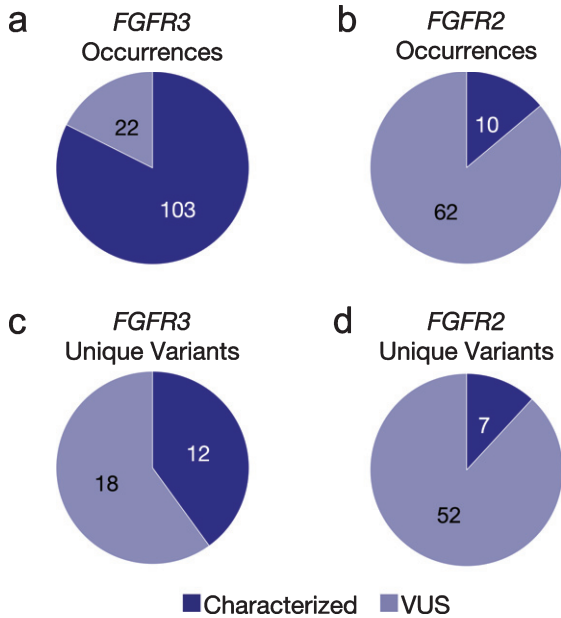 a
FGFR3
Occurrences
22
103
b
FGFR2
Occurrences
10
62
c
FGFR3
Unique Variants
12
18
d
FGFR2
Unique Variants
7
52
Characterized
VUS